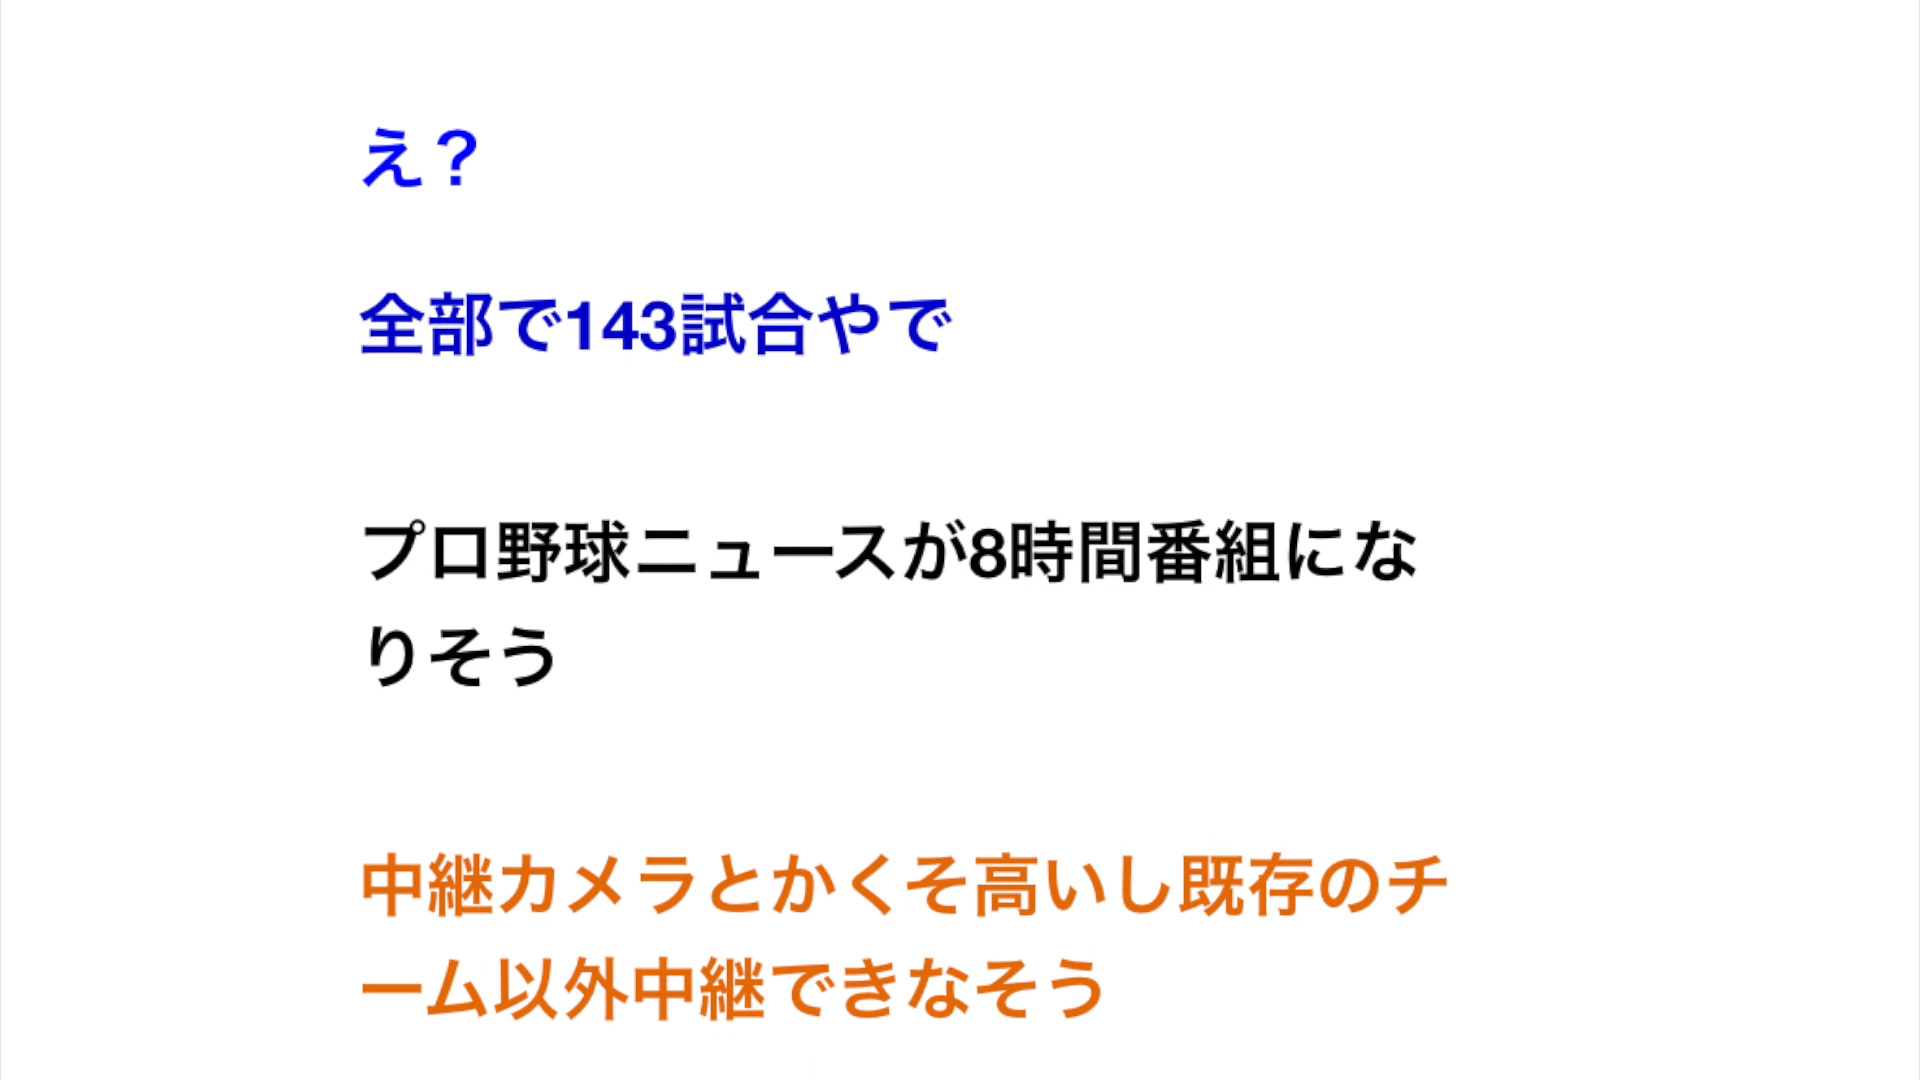 え？
全部で143試合やで
プロ野球ニュースが8時間番組にな
りそう
中継カメラとかくそ高いし既存のチ
ーム以外中継できなそう